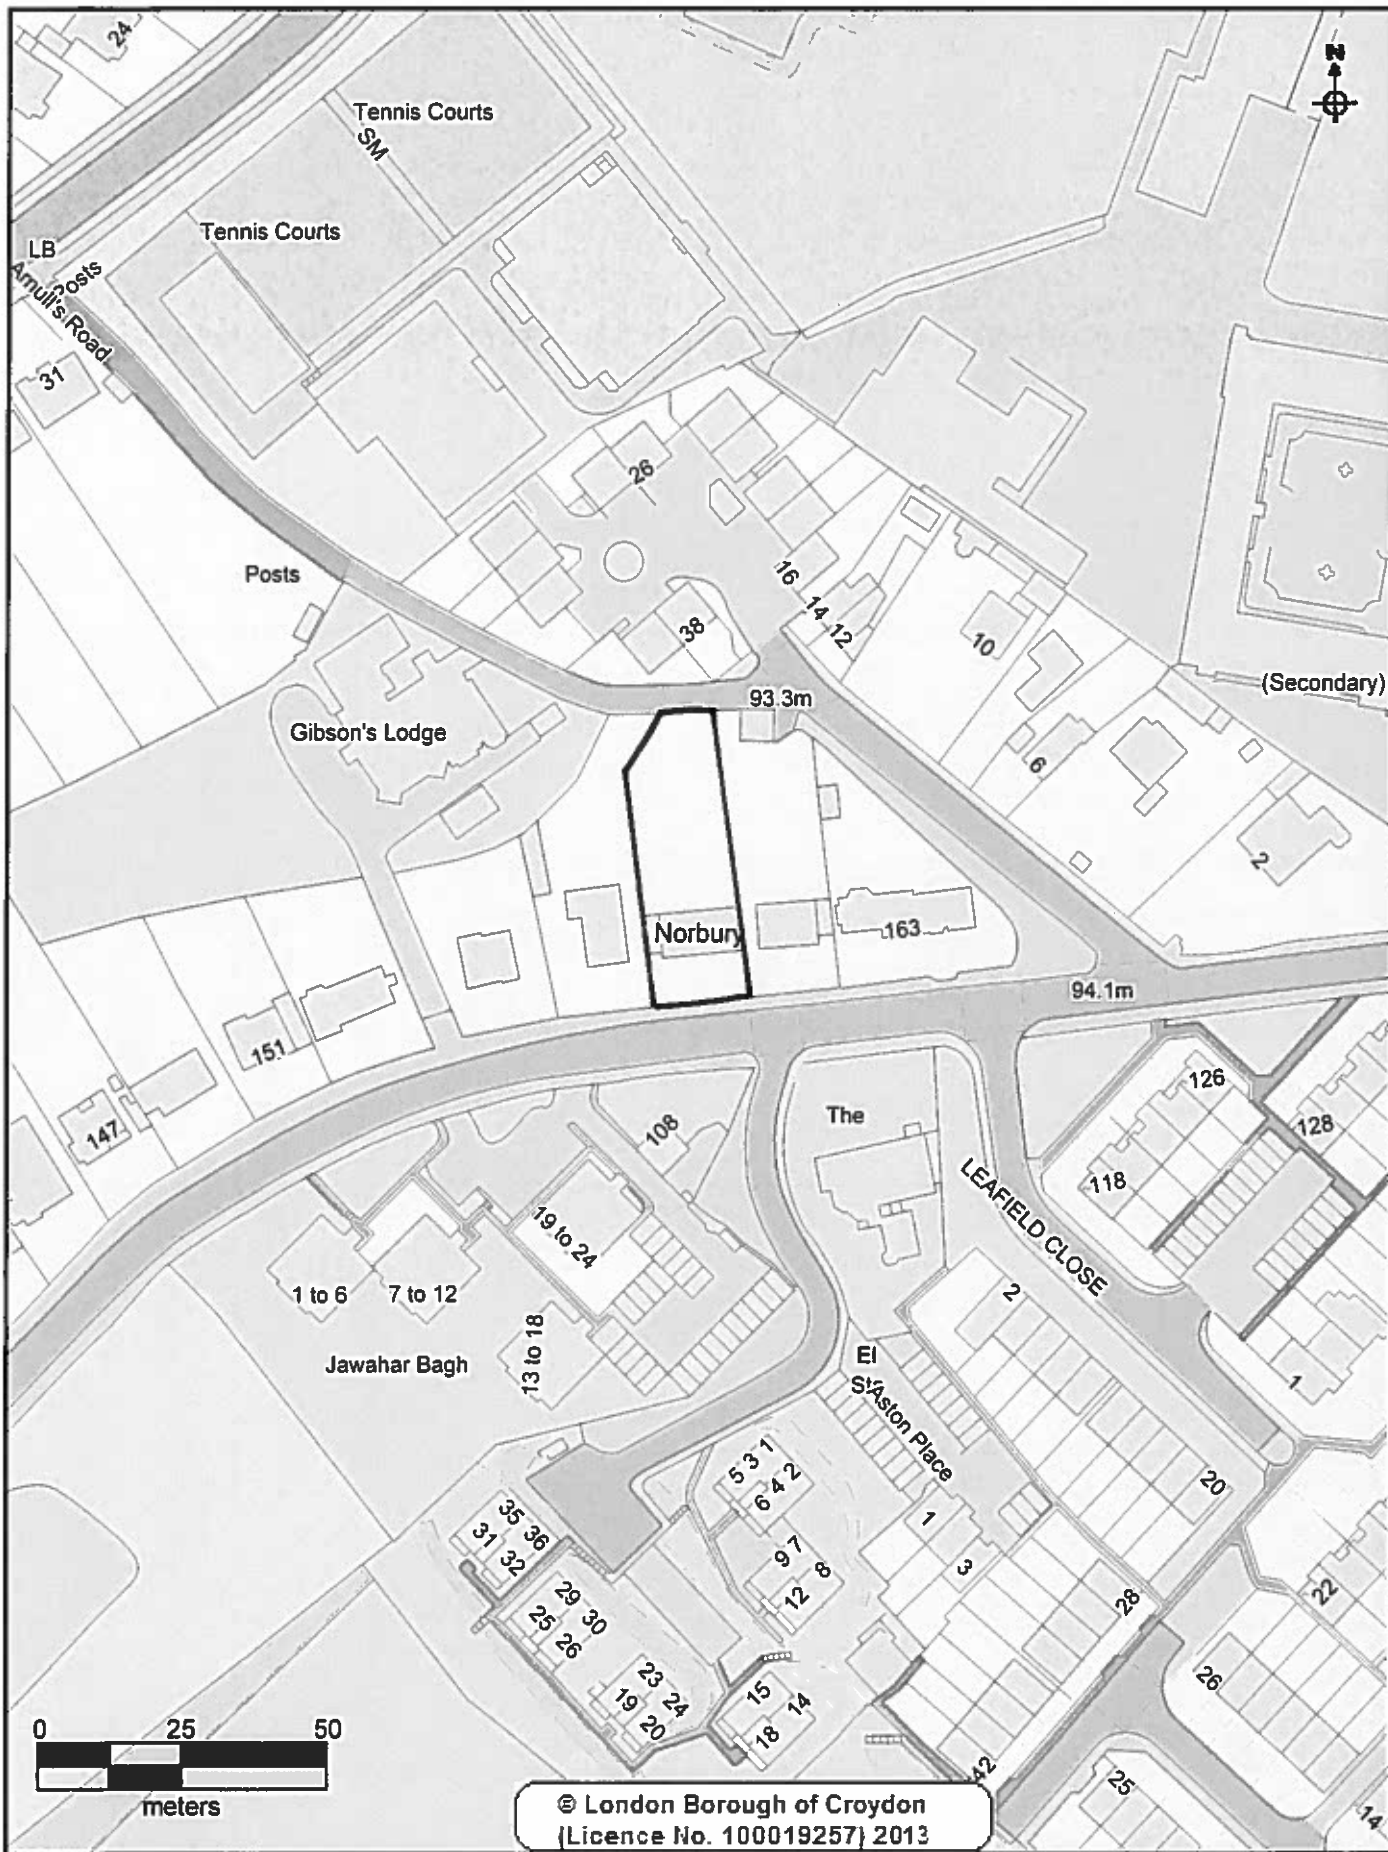 24
N
Tennis Courts
SM
Tennis Courts
LB
Posts
Arnull's Road
31
26
Posts
16
14
12
10
38
(Secondary)
93.3m
Gibson's Lodge
6
2
Norbury
163
94.1m
151
147
108
The
126
128
118
LEAFIELD CLOSE
19 to 24
1 to 6
7 to 12
13 to 18
Jawahar Bagh
2
1
El
St
Aston Place
5 3 1
6 4 2
20
35 36
31 32
1
3
9 7
8
12
29 30
25 26
28
22
23 24
19 20
15
14
18
26
42
25
14
0 25 50
meters
© London Borough of Croydon
(Licence No. 100019257) 2013